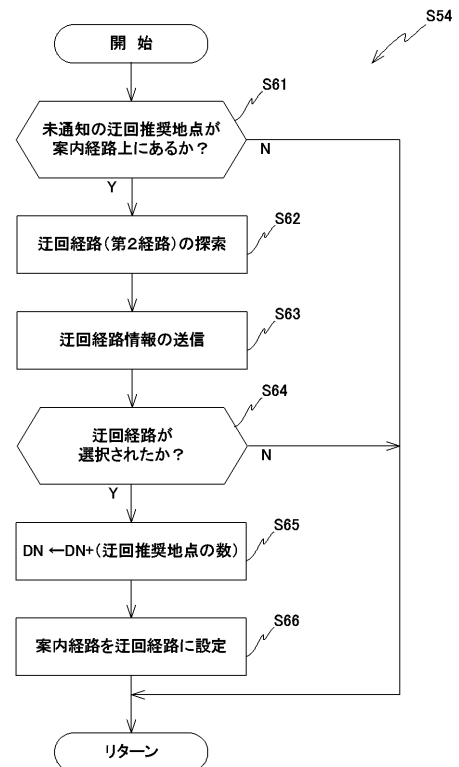 S54
開 始
S61
未通知の迂回推奨地点が
案内経路上にあるか？
N
Y
S62
迂回経路（第２経路）の探索
S63
迂回経路情報の送信
S64
迂回経路が
選択されたか？
N
Y
S65
DN ←DN+（迂回推奨地点の数）
S66
案内経路を迂回経路に設定
リターン